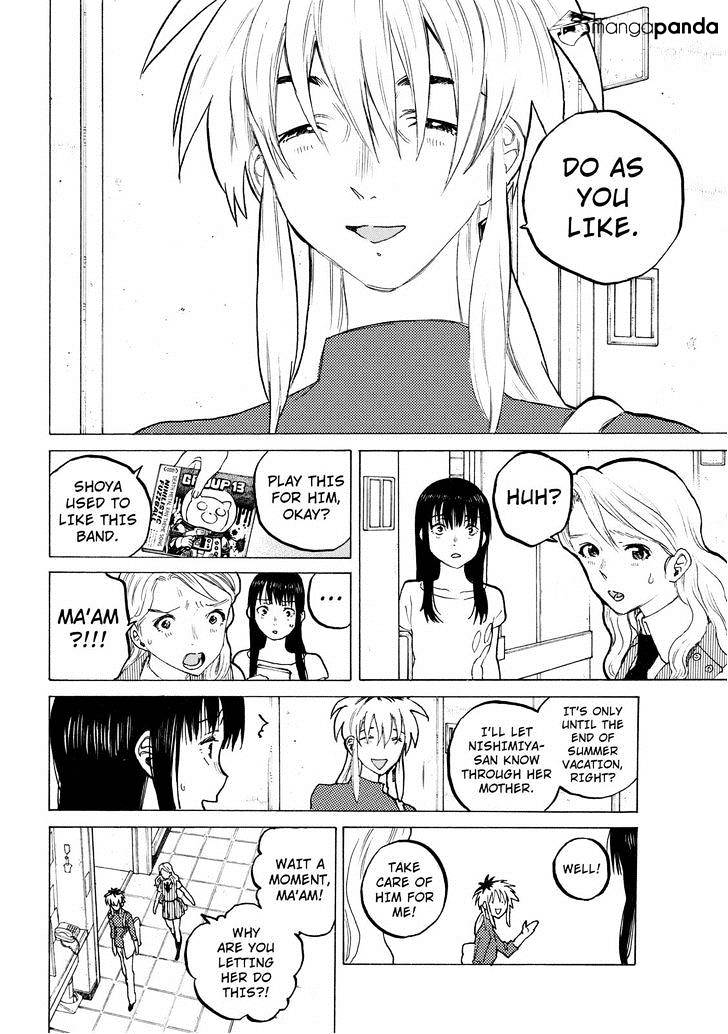 mangapanda
DO AS
YOU
LIKE.
HUH?
PLAY THIS
FOR HIM,
OKAY?
SHOYA
USED TO
LIKE THIS
BAND.
...
MA'AM
?!!!
IT'S ONLY
UNTIL THE
END OF
SUMMER
VACATION,
RIGHT?
I'LL LET
NISHIMIYA-
SAN KNOW
THROUGH HER
MOTHER.
WELL!
TAKE
CARE OF
HIM FOR
ME!
WAIT A
MOMENT,
MA'AM!
WHY
ARE YOU
LETTING
HER DO
THIS?!